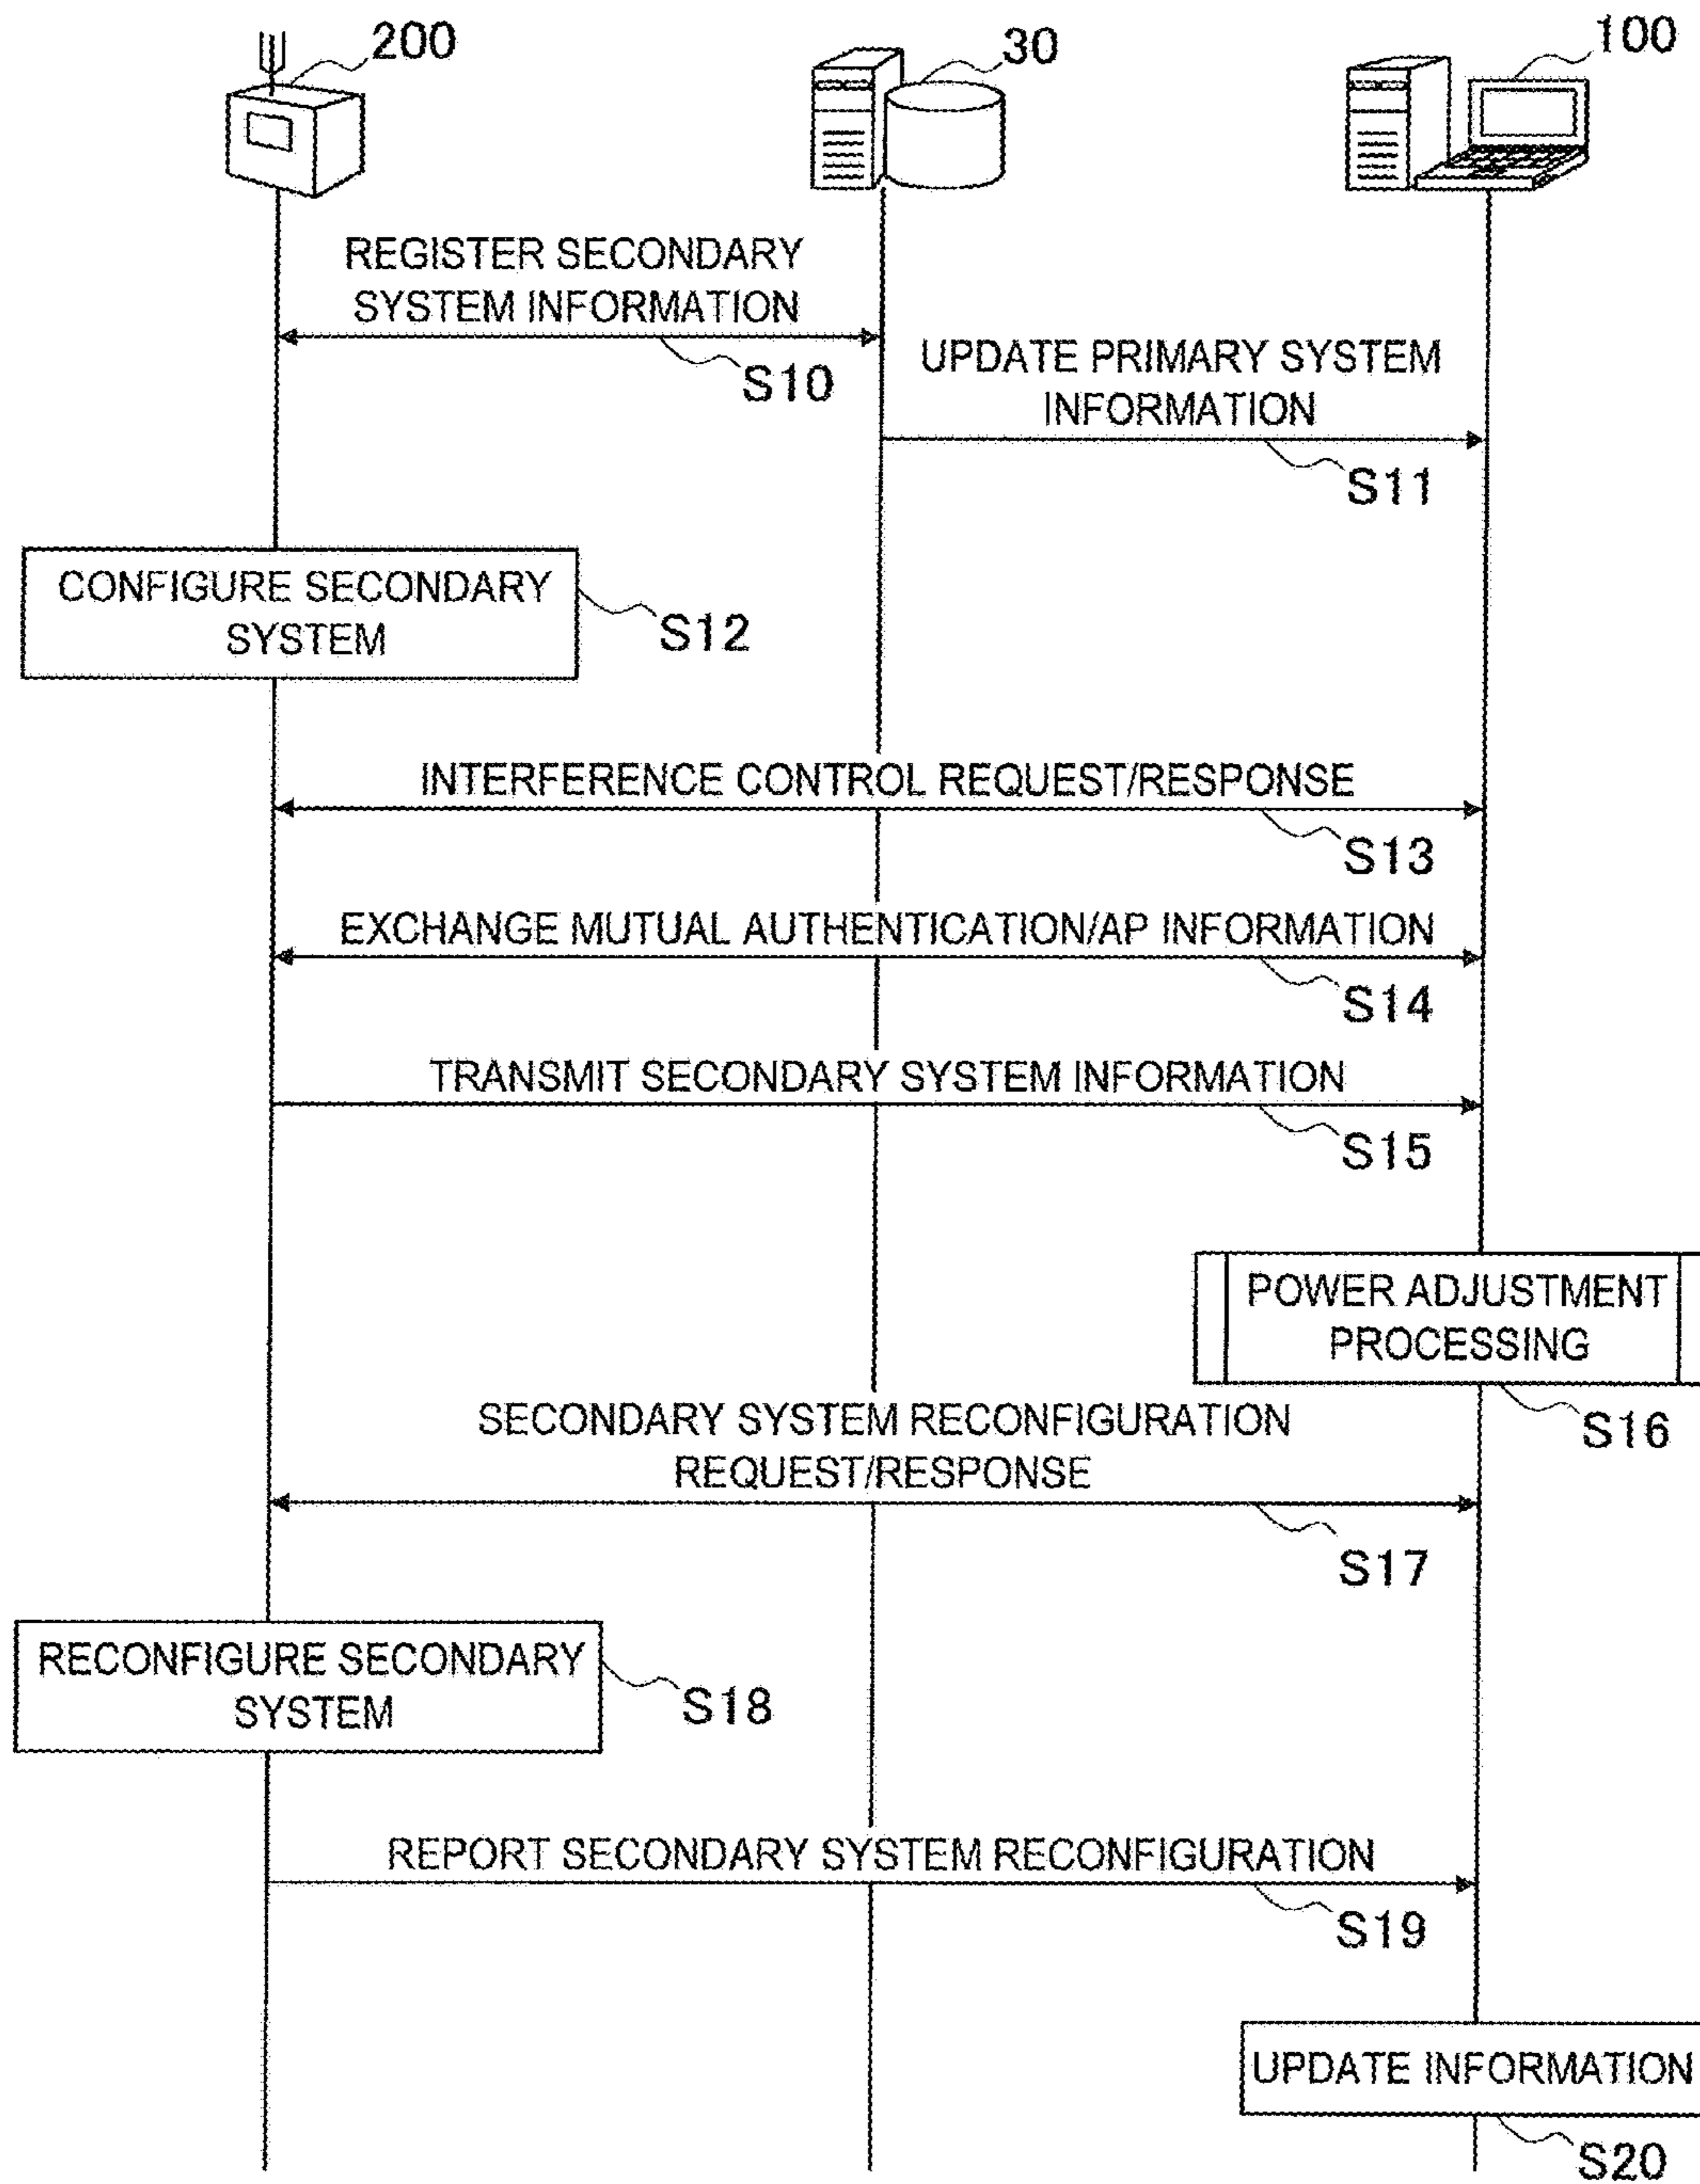 200
30
100
REGISTER SECONDARY
SYSTEM INFORMATION
S10
UPDATE PRIMARY SYSTEM
INFORMATION
S11
CONFIGURE SECONDARY
SYSTEM
S12
INTERFERENCE CONTROL REQUEST/RESPONSE
S13
EXCHANGE MUTUAL AUTHENTICATION/AP INFORMATION
S14
TRANSMIT SECONDARY SYSTEM INFORMATION
S15
POWER ADJUSTMENT
PROCESSING
S16
SECONDARY SYSTEM RECONFIGURATION
REQUEST/RESPONSE
S17
RECONFIGURE SECONDARY
SYSTEM
S18
REPORT SECONDARY SYSTEM RECONFIGURATION
S19
UPDATE INFORMATION
S20